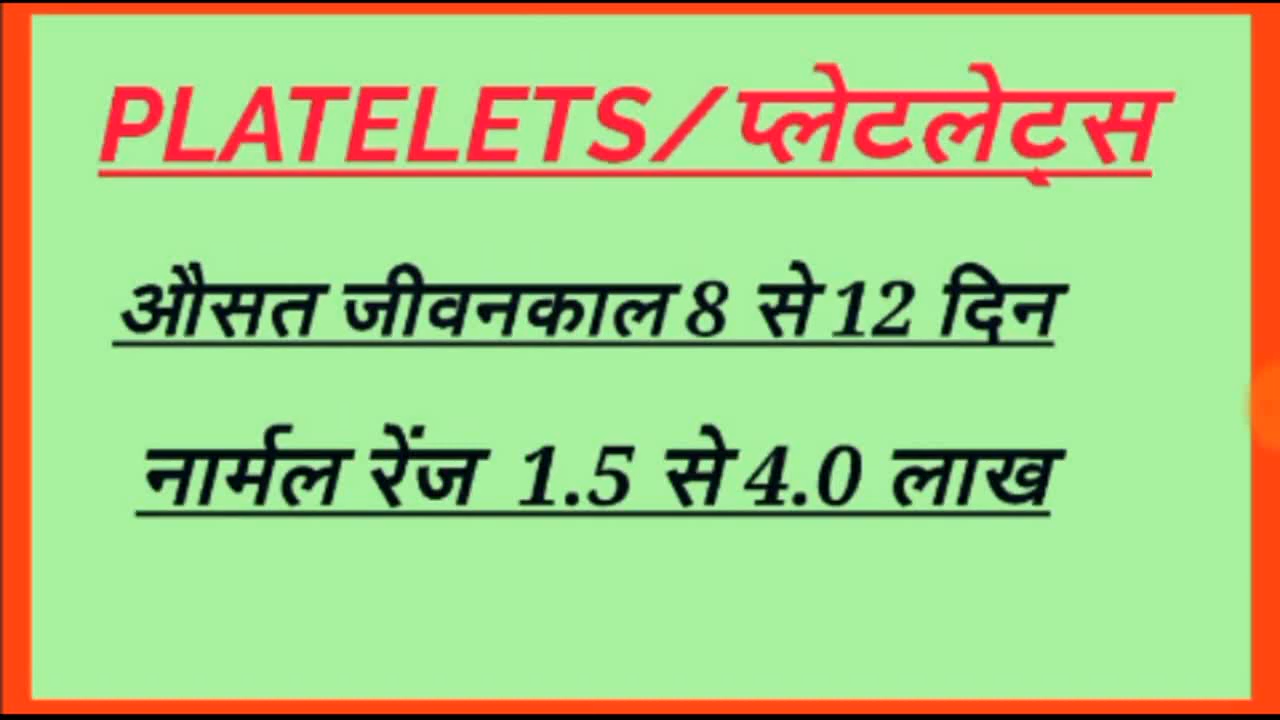 PLATELETS/प्लेटलेट्स
औसत जीवनकाल 8 से 12 दिन
नार्मल रेंज 1.5 से 4.0 लाख